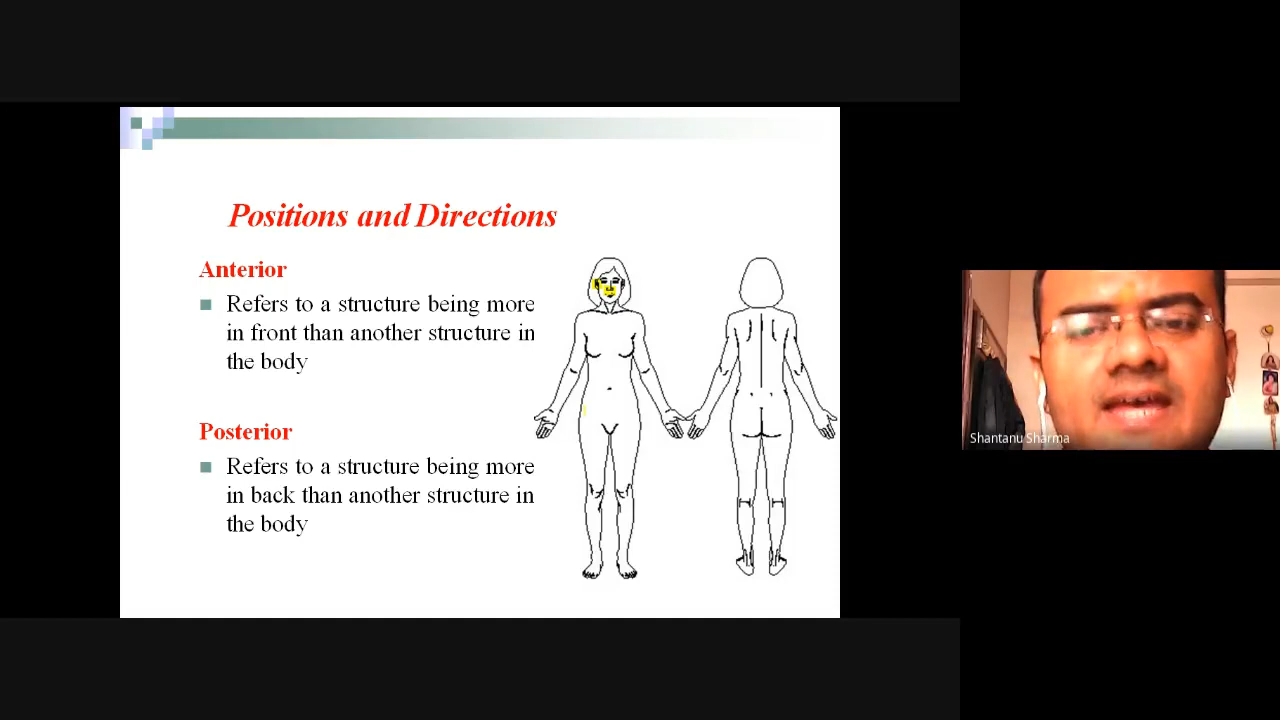 Positions and Directions
Anterior
Refers to a structure being more
in front than another structure in
the body
Posterior
Refers to a structure being more
in back than another structure in
the body
Shantanu Sharma